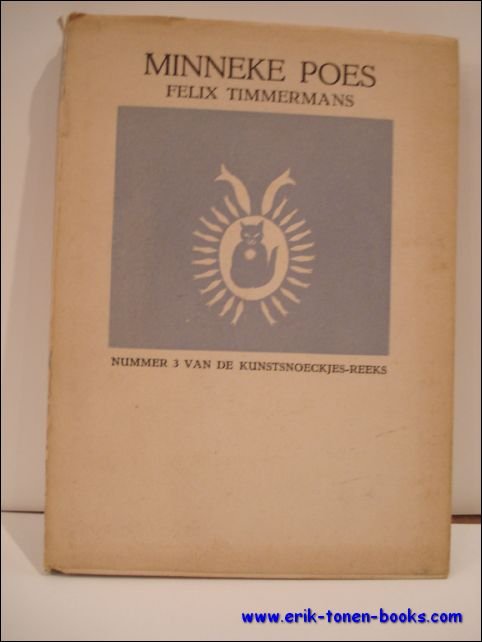 MINNEKE POES
FELIX TIMMERMANS
NUMMER 3 VAN DE KUNSTSNOECKJES-REEKS
www.erik-tonen-books.com